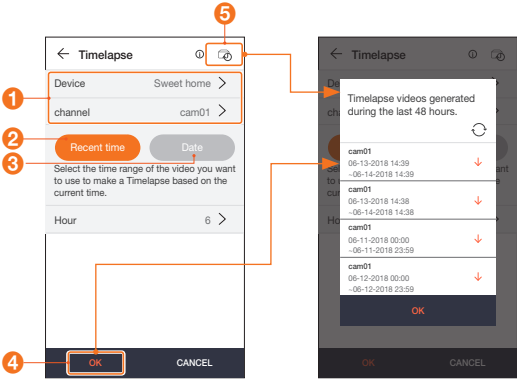 5
Timelapse
1
Device Sweet home
channel cam01
2
Recent time Date
3
Select the time range of the video you want
to use to make a Timelapse based on the
current time.
Hour 6
4
OK CANCEL
Timelapse
Timelapse videos generated
during the last 48 hours.
cam01
06-13-2018 14:39
~06-14-2018 14:39
cam01
06-13-2018 14:38
~06-14-2018 14:38
cam01
06-11-2018 00:00
~06-11-2018 23:59
cam01
06-12-2018 00:00
~06-12-2018 23:59
OK
OK CANCEL